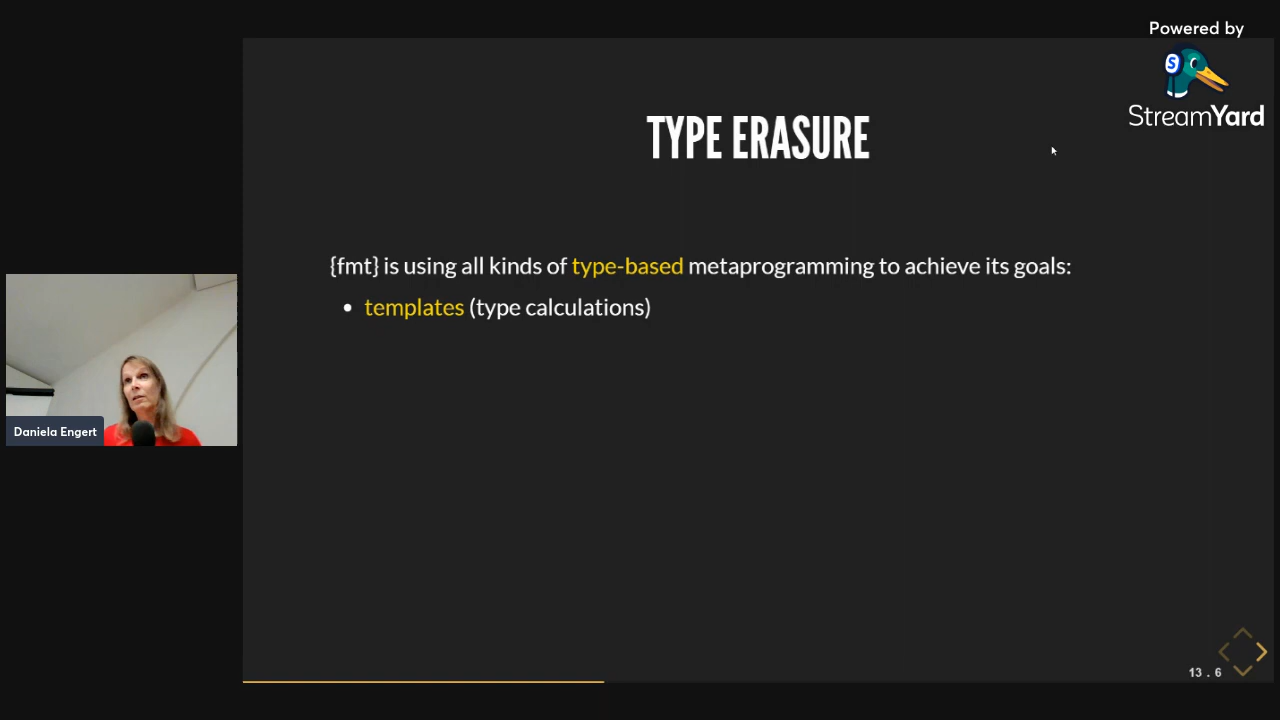 Powered by
S
StreamYard
TYPE ERASURE
{fmt} is using all kinds of type-based metaprogramming to achieve its goals:
• templates (type calculations)
Daniela Engert
13 . 6